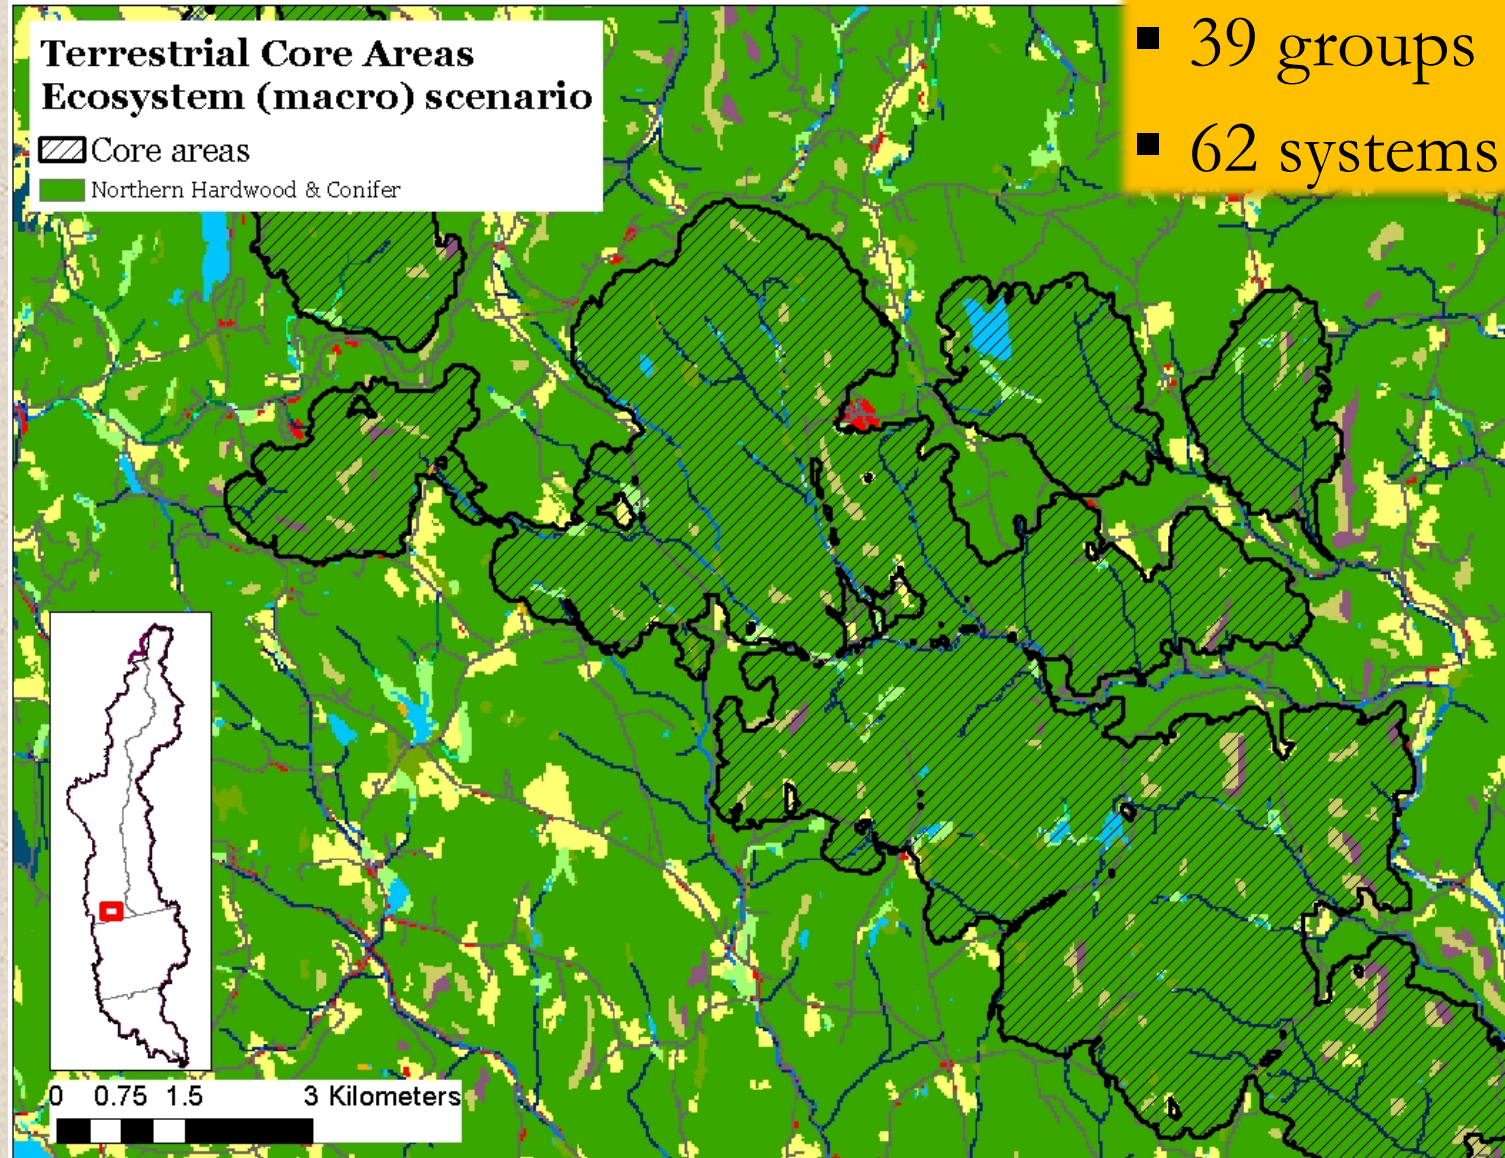 Terrestrial Core Areas
Ecosystem (macro) scenario
Core areas
Northern Hardwood & Conifer
▪ 39 groups
▪ 62 systems
0 0.75 1.5 3 Kilometers